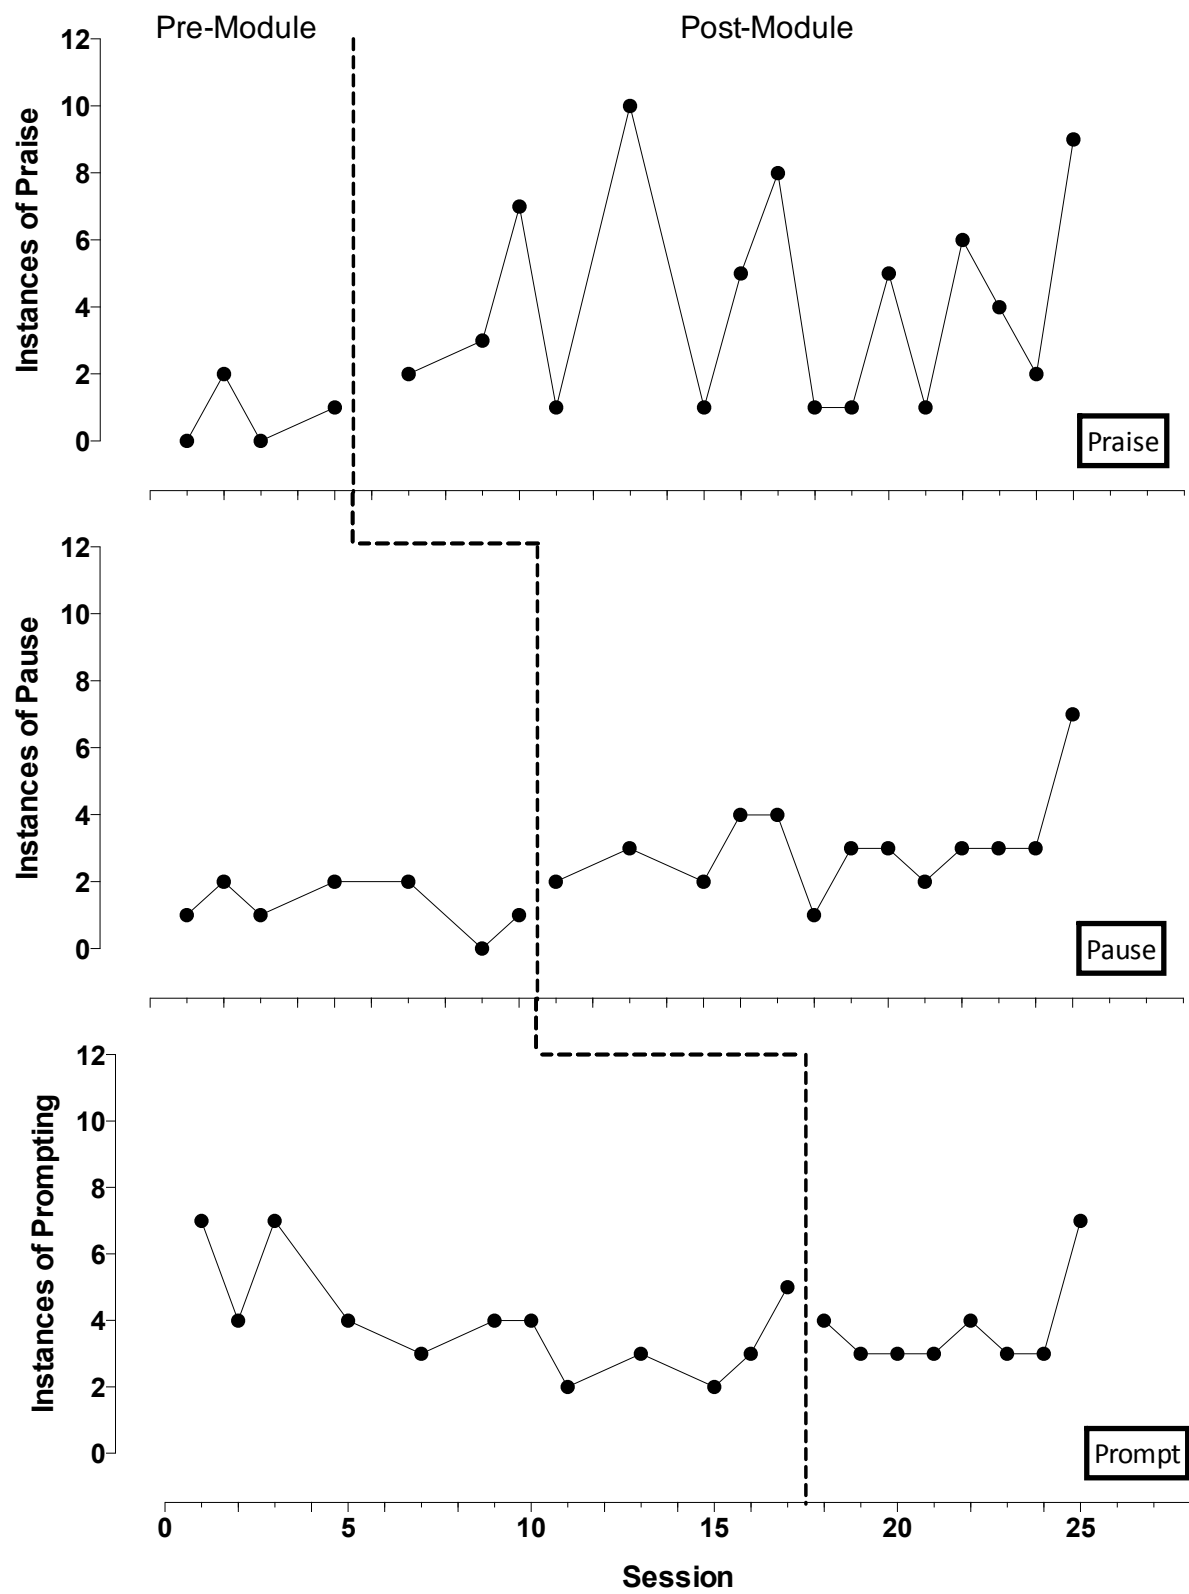 Pre-Module Post-Module
12
10
8
6
4
2
0
Instances of Praise
Praise
12
10
8
6
4
2
0
Instances of Pause
Pause
12
10
8
6
4
2
0
Instances of Prompting
Prompt
0 5 10 15 20 25
Session